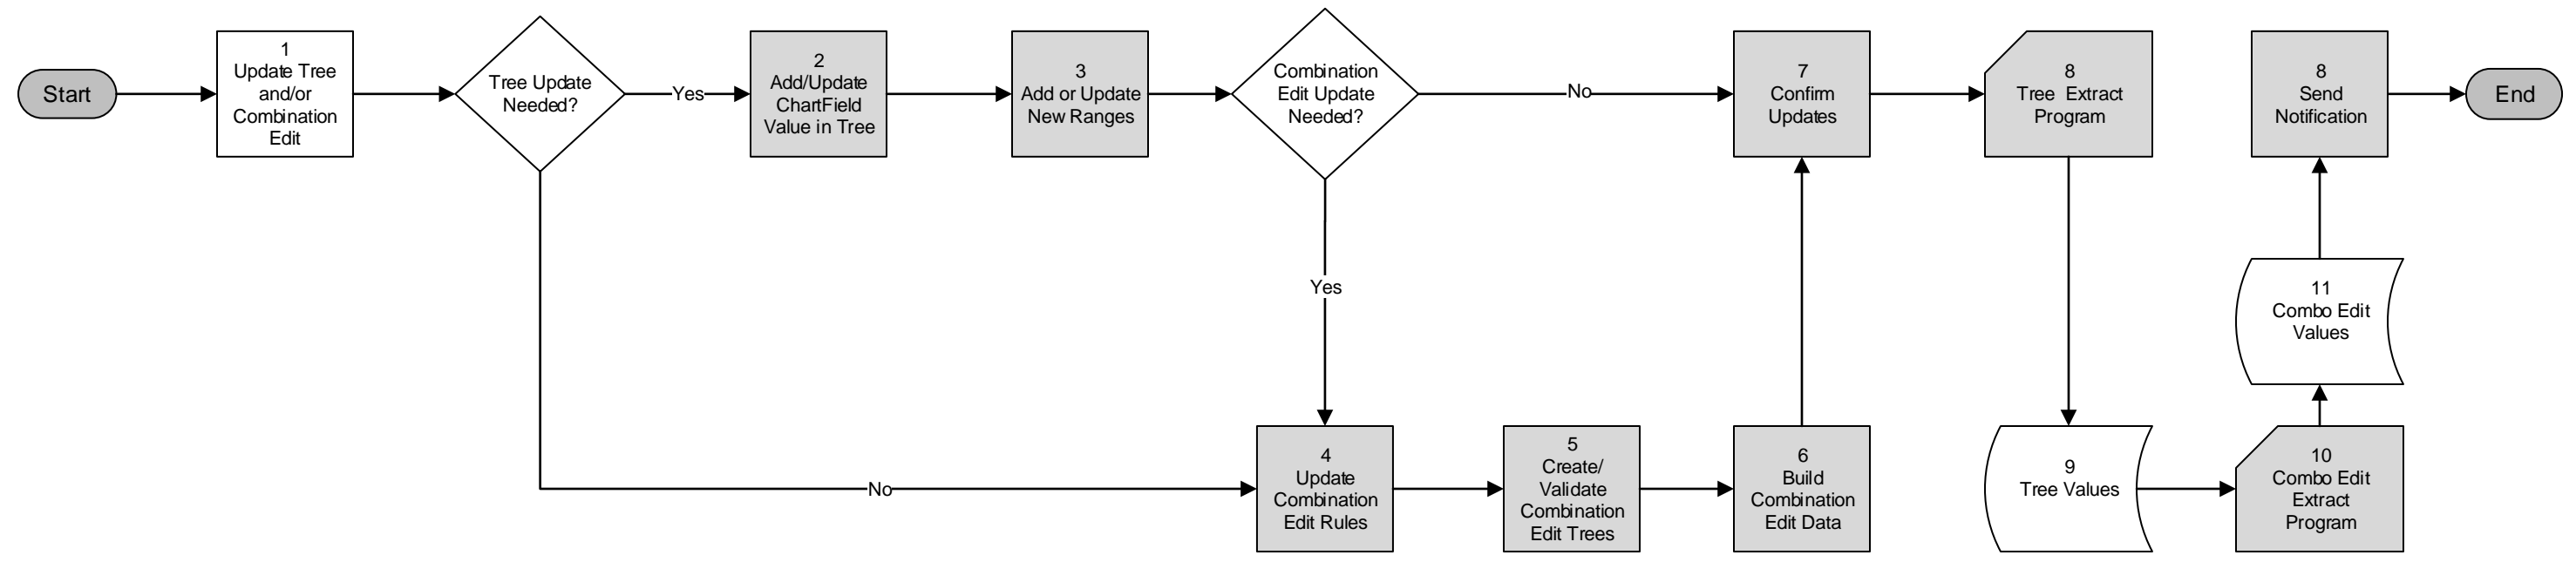 Start
1
Update Tree
and/or
Combination
Edit
Tree Update
Needed?
Yes
2
Add/Update
ChartField
Value in Tree
3
Add or Update
New Ranges
Combination
Edit Update
Needed?
No
7
Confirm
Updates
8
Tree Extract
Program
8
Send
Notification
End
Yes
11
Combo Edit
Values
No
4
Update
Combination
Edit Rules
5
Create/
Validate
Combination
Edit Trees
6
Build
Combination
Edit Data
9
Tree Values
10
Combo Edit
Extract
Program